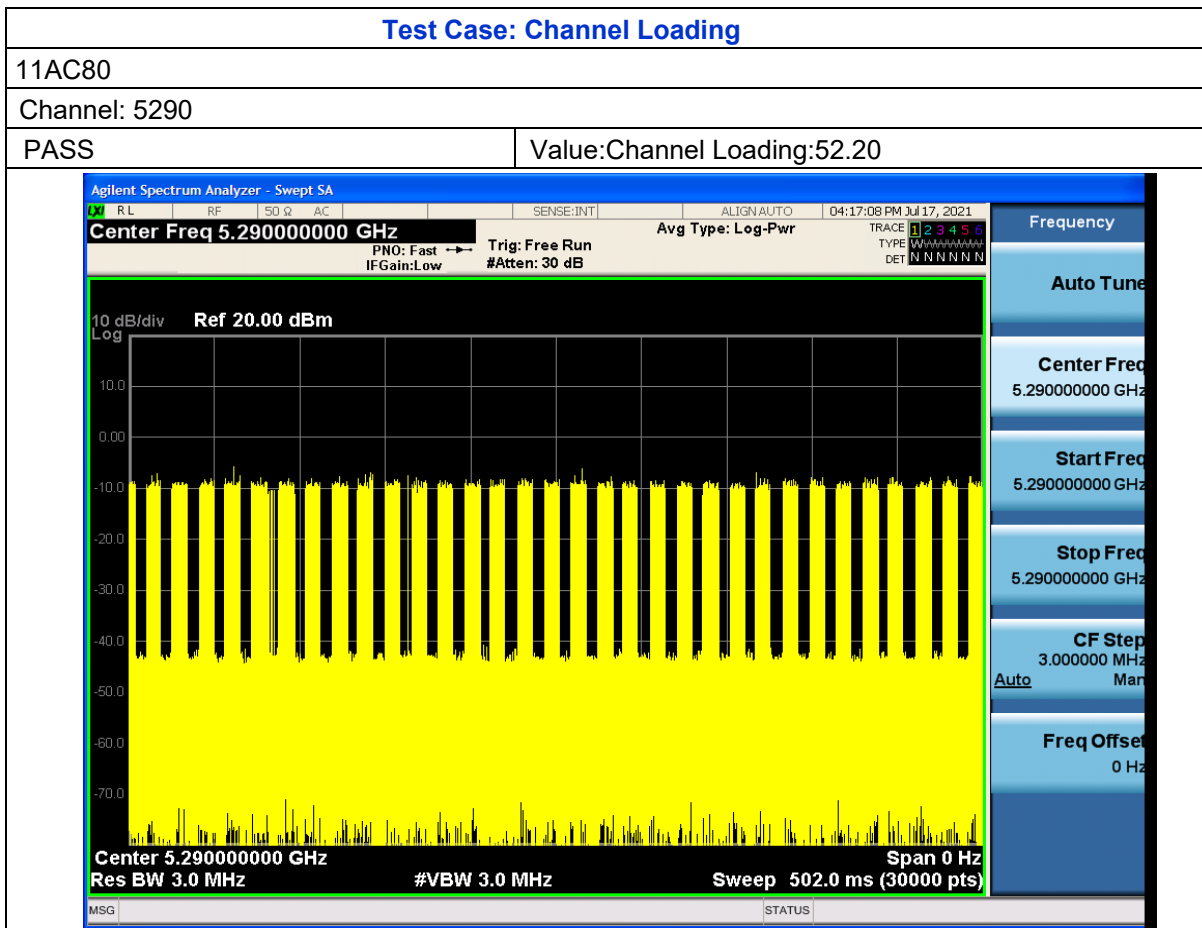 Test Case: Channel Loading
11AC80
Channel: 5290
PASS
Value:Channel Loading:52.20
Agilent Spectrum Analyzer - Swept SA
LXI RL RF 50 Ω AC SENSE:INT ALIGNAUTO 04:17:08 PM Jul 17, 2021
Center Freq 5.290000000 GHz
PNO: Fast
IFGain:Low
Trig: Free Run
#Atten: 30 dB
Avg Type: Log-Pwr
TRACE 1 2 3 4 5 6
TYPE WWWWWW
DET N N N N N N
10 dB/div Ref 20.00 dBm
Log
10.0
0.00
-10.0
-20.0
-30.0
-40.0
-50.0
-60.0
-70.0
Center 5.290000000 GHz Span 0 Hz
Res BW 3.0 MHz #VBW 3.0 MHz Sweep 502.0 ms (30000 pts)
MSG STATUS
Frequency
Auto Tune
Center Freq
5.290000000 GHz
Start Freq
5.290000000 GHz
Stop Freq
5.290000000 GHz
CF Step
3.000000 MHz
Auto Man
Freq Offset
0 Hz